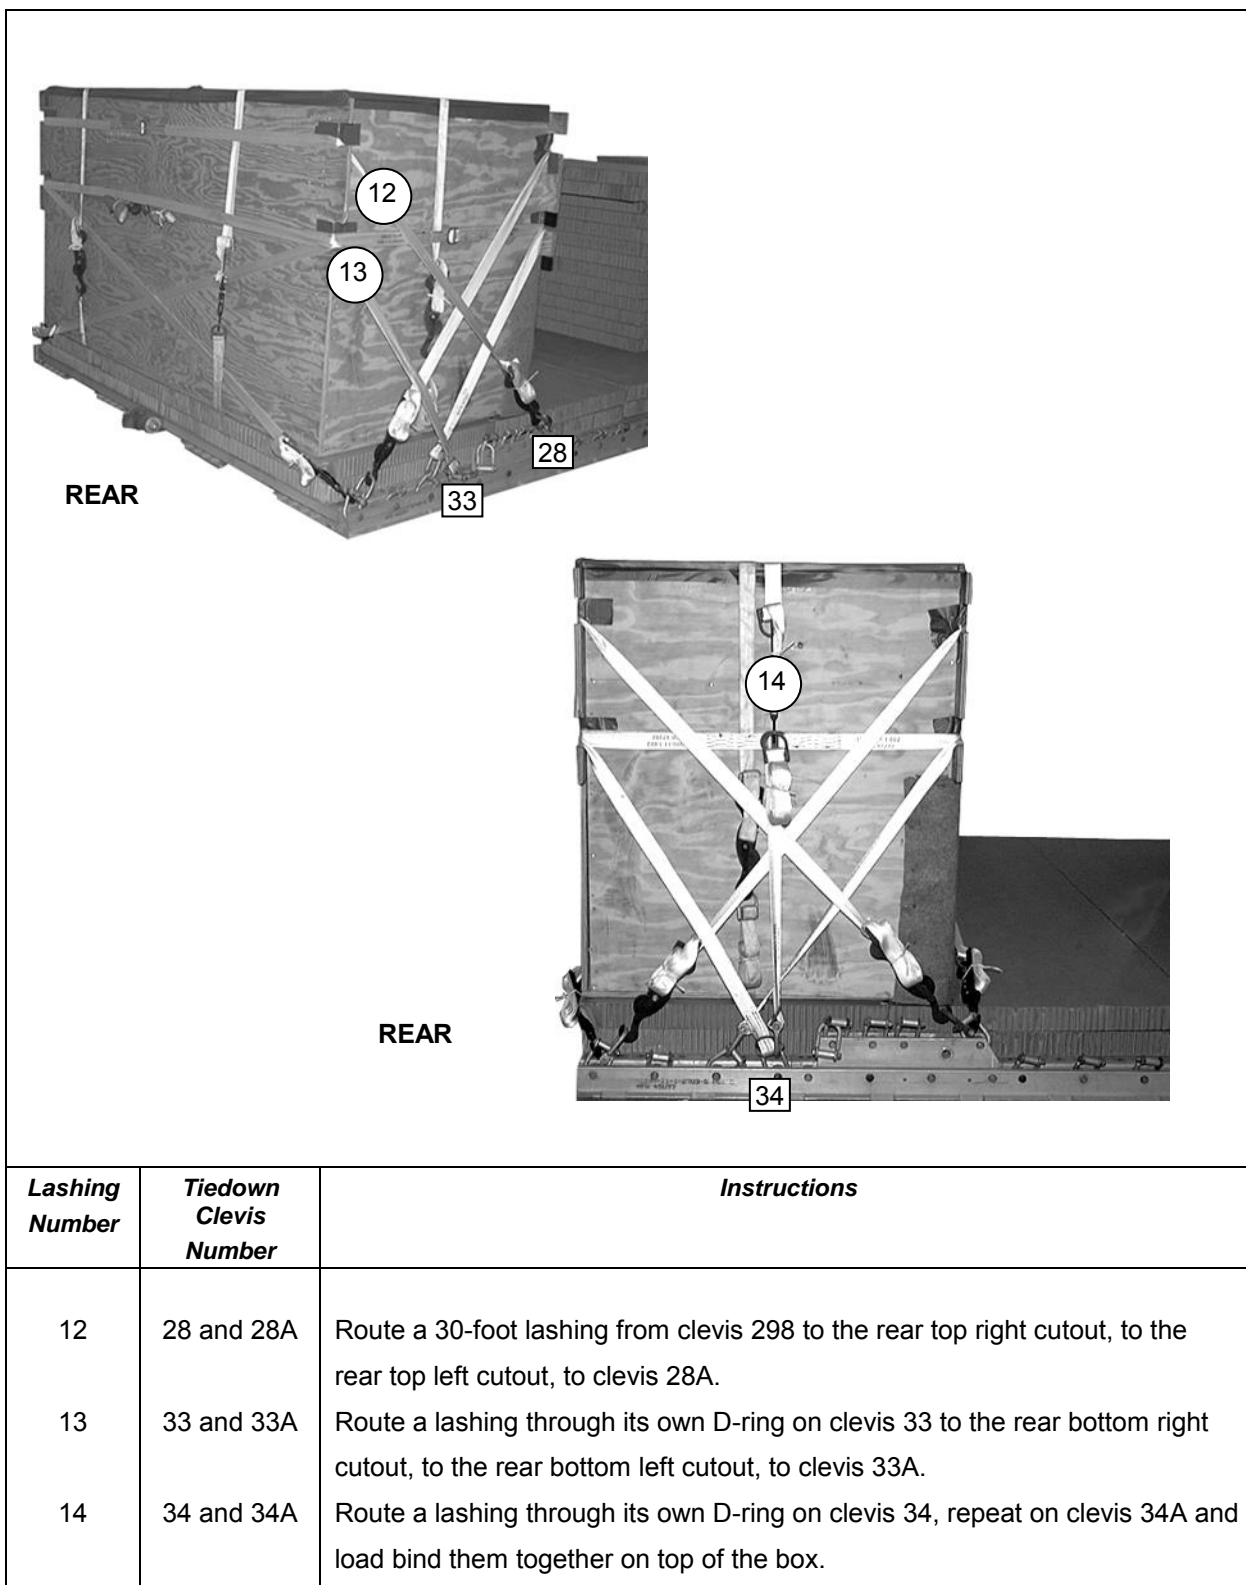 12
13
28
33
REAR
14
REAR
34
Lashing Number
Tiedown Clevis Number
Instructions
12
28 and 28A
Route a 30-foot lashing from clevis 298 to the rear top right cutout, to the
rear top left cutout, to clevis 28A.
13
33 and 33A
Route a lashing through its own D-ring on clevis 33 to the rear bottom right
cutout, to the rear bottom left cutout, to clevis 33A.
14
34 and 34A
Route a lashing through its own D-ring on clevis 34, repeat on clevis 34A and
load bind them together on top of the box.